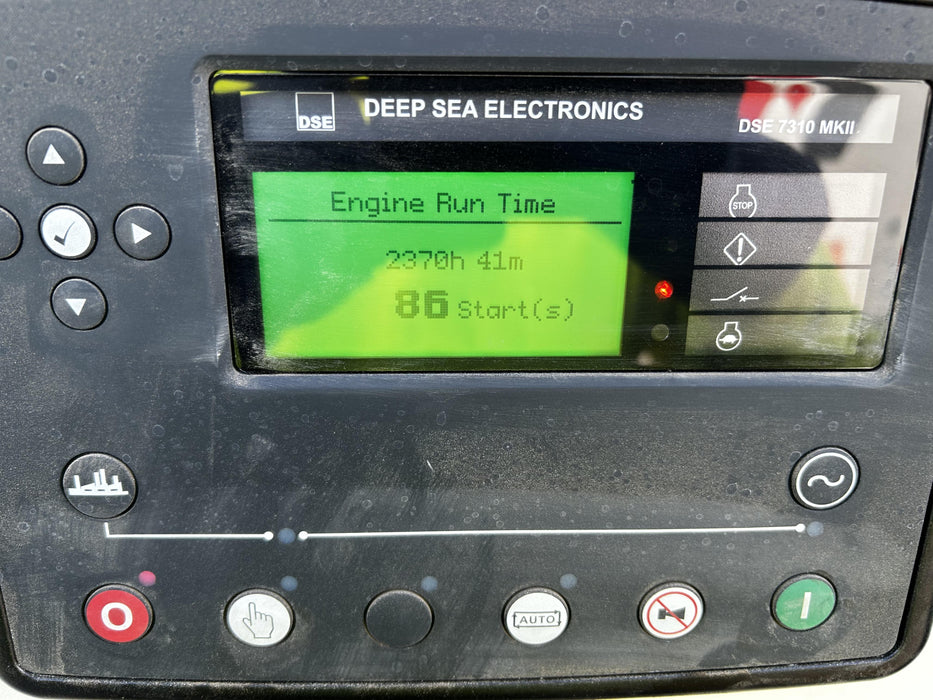 DSE
DEEP SEA ELECTRONICS
DSE 7310 MKII
Engine Run Time
2370h 41m
86 Start(s)
STOP
AUTO